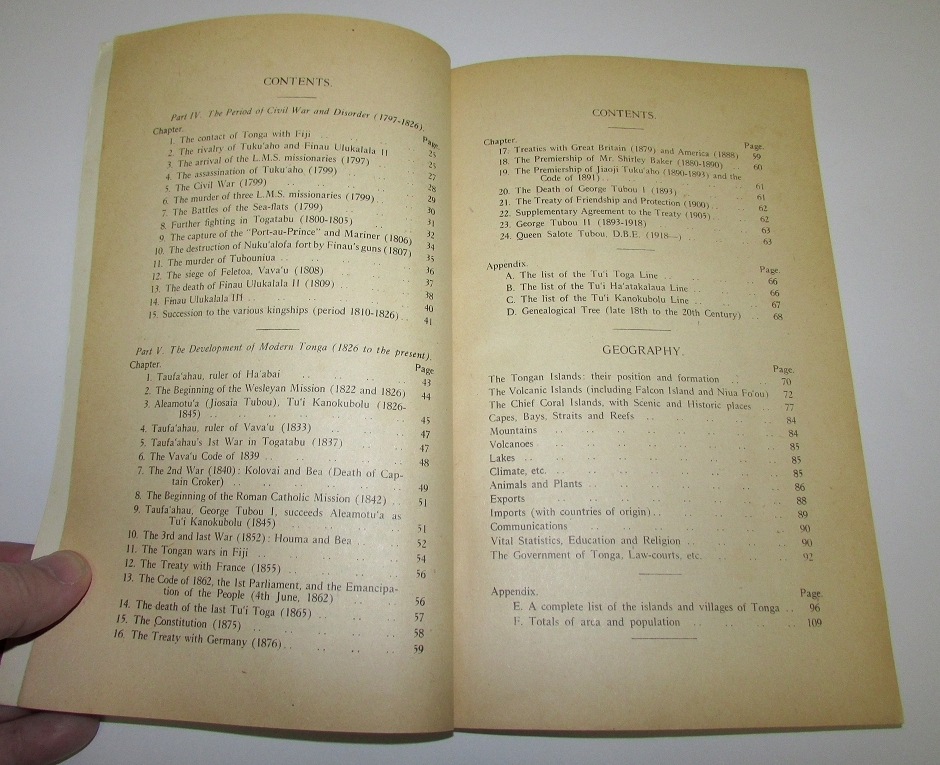 CONTENTS.
Part IV. The Period of Civil War and Disorder (1797-1826).
Chapter. Page.
1. The contact of Tonga with Fiji .. .. .. 25
2. The rivalry of Tuku'aho and Finau Ulukalala II 25
3. The arrival of the L.M.S. missionaries (1797) .. 27
4. The assassination of Tuku'aho (1799) .. .. 28
5. The Civil War (1799) .. .. .. 29
6. The murder of three L.M.S. missionaries (1799) .. 30
7. The Battles of the Sea-flats (1799) .. .. 31
8. Further fighting in Togatabu (1800-1805) .. 32
9. The capture of the "Port-au-Prince" and Mariner (1806) 34
10. The destruction of Nuku'alofa fort by Finau's guns (1807) 35
11. The murder of Tubouniua .. .. .. 36
12. The siege of Feletoa, Vava'u (1808) .. .. 37
13. The death of Finau Ulukalala II (1809) .. .. 38
14. Finau Ulukalala III .. .. .. 40
15. Succession to the various kingships (period 1810-1826) .. 41
Part V. The Development of Modern Tonga (1826 to the present).
Chapter. Page
1. Taufa'ahau, ruler of Ha'abai .. .. .. 43
2. The Beginning of the Wesleyan Mission (1822 and 1826) 44
3. Aleamotu'a (Jiosaia Tubou), Tu'i Kanokubolu (1826-
1845) .. .. .. .. 45
4. Taufa'ahau, ruler of Vava'u (1833) .. .. 47
5. Taufa'ahau's 1st War in Togatabu (1837) .. 47
6. The Vava'u Code of 1839 .. .. .. 48
7. The 2nd War (1840): Kolovai and Bea (Death of Cap-
tain Croker) .. .. .. .. 49
8. The Beginning of the Roman Catholic Mission (1842) .. 51
9. Taufa'ahau, George Tubou I, succeeds Aleamotu'a as
Tu'i Kanokubolu (1845) .. .. .. 51
10. The 3rd and last War (1852): Houma and Bea .. 52
11. The Tongan wars in Fiji .. .. .. 54
12. The Treaty with France (1855) .. .. .. 56
13. The Code of 1862, the 1st Parliament, and the Emancipa-
tion of the People (4th June, 1862) .. .. 56
14. The death of the last Tu'i Toga (1865) .. .. 57
15. The Constitution (1875) .. .. .. 58
16. The Treaty with Germany (1876) .. .. .. 59
CONTENTS.
Chapter. Page.
17. Treaties with Great Britain (1879) and America (1888) 59
18. The Premiership of Mr. Shirley Baker (1880-1890) .. 60
19. The Premiership of Jiaoji Tuku'aho (1890-1893) and the
Code of 1891) .. .. .. .. 61
20. The Death of George Tubou I (1893) .. .. 61
21. The Treaty of Friendship and Protection (1900) .. 62
22. Supplementary Agreement to the Treaty (1905) .. 62
23. George Tubou II (1893-1918) .. .. .. 63
24. Queen Salote Tubou, D.B.E. (1918—) .. .. 63
Appendix. Page.
A. The list of the Tu'i Toga Line .. .. .. 66
B. The list of the Tu'i Ha'atakalaua Line .. .. 66
C. The list of the Tu'i Kanokubolu Line .. .. 67
D. Genealogical Tree (late 18th to the 20th Century) .. 68
GEOGRAPHY.
Page.
The Tongan Islands: their position and formation .. .. 70
The Volcanic Islands (including Falcon Island and Niua Fo'ou) 72
The Chief Coral Islands, with Scenic and Historic places .. 77
Capes, Bays, Straits and Reefs .. .. .. 84
Mountains .. .. .. .. .. 84
Volcanoes .. .. .. .. .. 85
Lakes .. .. .. .. .. 85
Climate, etc. .. .. .. .. .. 85
Animals and Plants .. .. .. .. 86
Exports .. .. .. .. .. 88
Imports (with countries of origin) .. .. .. 89
Communications .. .. .. .. 90
Vital Statistics, Education and Religion .. .. .. 90
The Government of Tonga, Law-courts, etc. .. .. 92
Appendix. Page.
E. A complete list of the islands and villages of Tonga .. 96
F. Totals of area and population .. .. .. 109